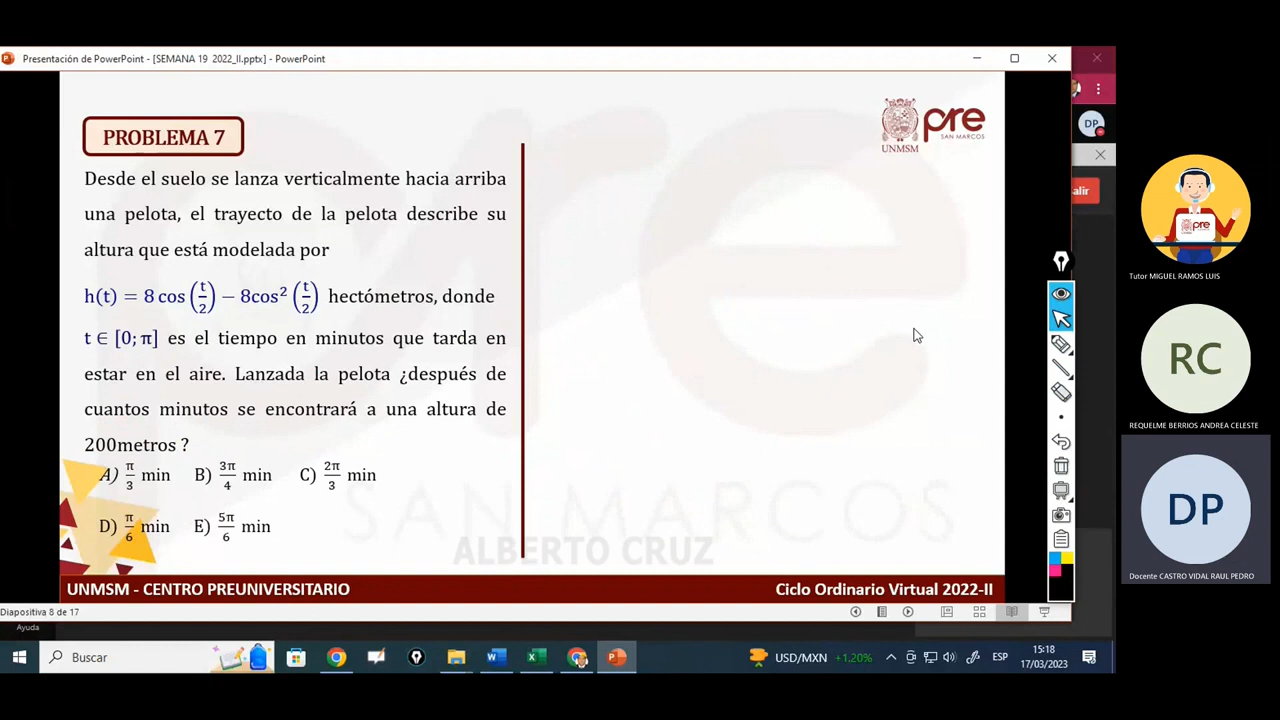 Presentación de PowerPoint - [SEMANA 19 2022_II.pptx] - PowerPoint
PROBLEMA 7
UNMSM
pre
SAN MARCOS
Desde el suelo se lanza verticalmente hacia arriba
una pelota, el trayecto de la pelota describe su
altura que está modelada por
h(t) = 8 cos (t/2) − 8cos² (t/2) hectómetros, donde
t ∈ [0; π] es el tiempo en minutos que tarda en
estar en el aire. Lanzada la pelota ¿después de
cuantos minutos se encontrará a una altura de
200metros ?
A) π/3 min B) 3π/4 min C) 2π/3 min
D) π/6 min E) 5π/6 min
SAN MARCOS
ALBERTO CRUZ
UNMSM - CENTRO PREUNIVERSITARIO
Ciclo Ordinario Virtual 2022-II
Diapositiva 8 de 17
Ayuda
DP
alir
pre
Tutor MIGUEL RAMOS LUIS
RC
REQUELME BERRIOS ANDREA CELESTE
DP
Docente CASTRO VIDAL RAUL PEDRO
Buscar
USD/MXN +1.20%
ESP
15:18
17/03/2023